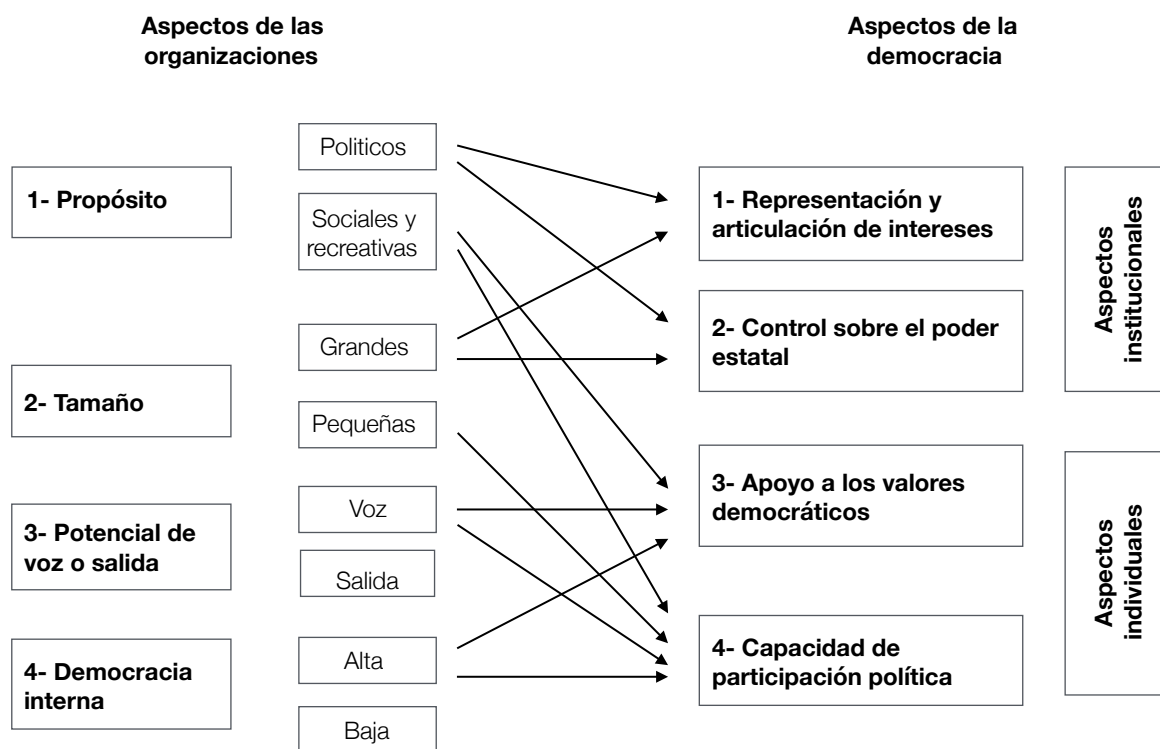 Aspectos de las
organizaciones
Aspectos de la
democracia
1- Propósito
Politicos
Sociales y
recreativas
2- Tamaño
Grandes
Pequeñas
3- Potencial de
voz o salida
Voz
Salida
4- Democracia
interna
Alta
Baja
1- Representación y
articulación de intereses
2- Control sobre el poder
estatal
3- Apoyo a los valores
democráticos
4- Capacidad de
participación política
Aspectos
institucionales
Aspectos
individuales